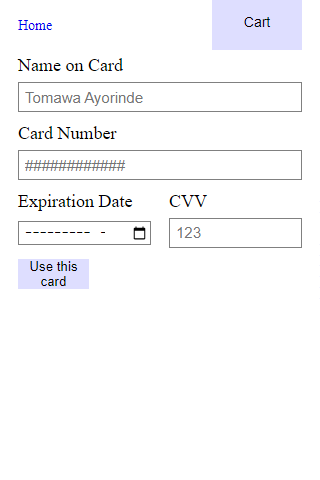 Home
Cart
Name on Card
Tomawa Ayorinde
Card Number
############
Expiration Date
CVV
--------- -
123
Use this
card